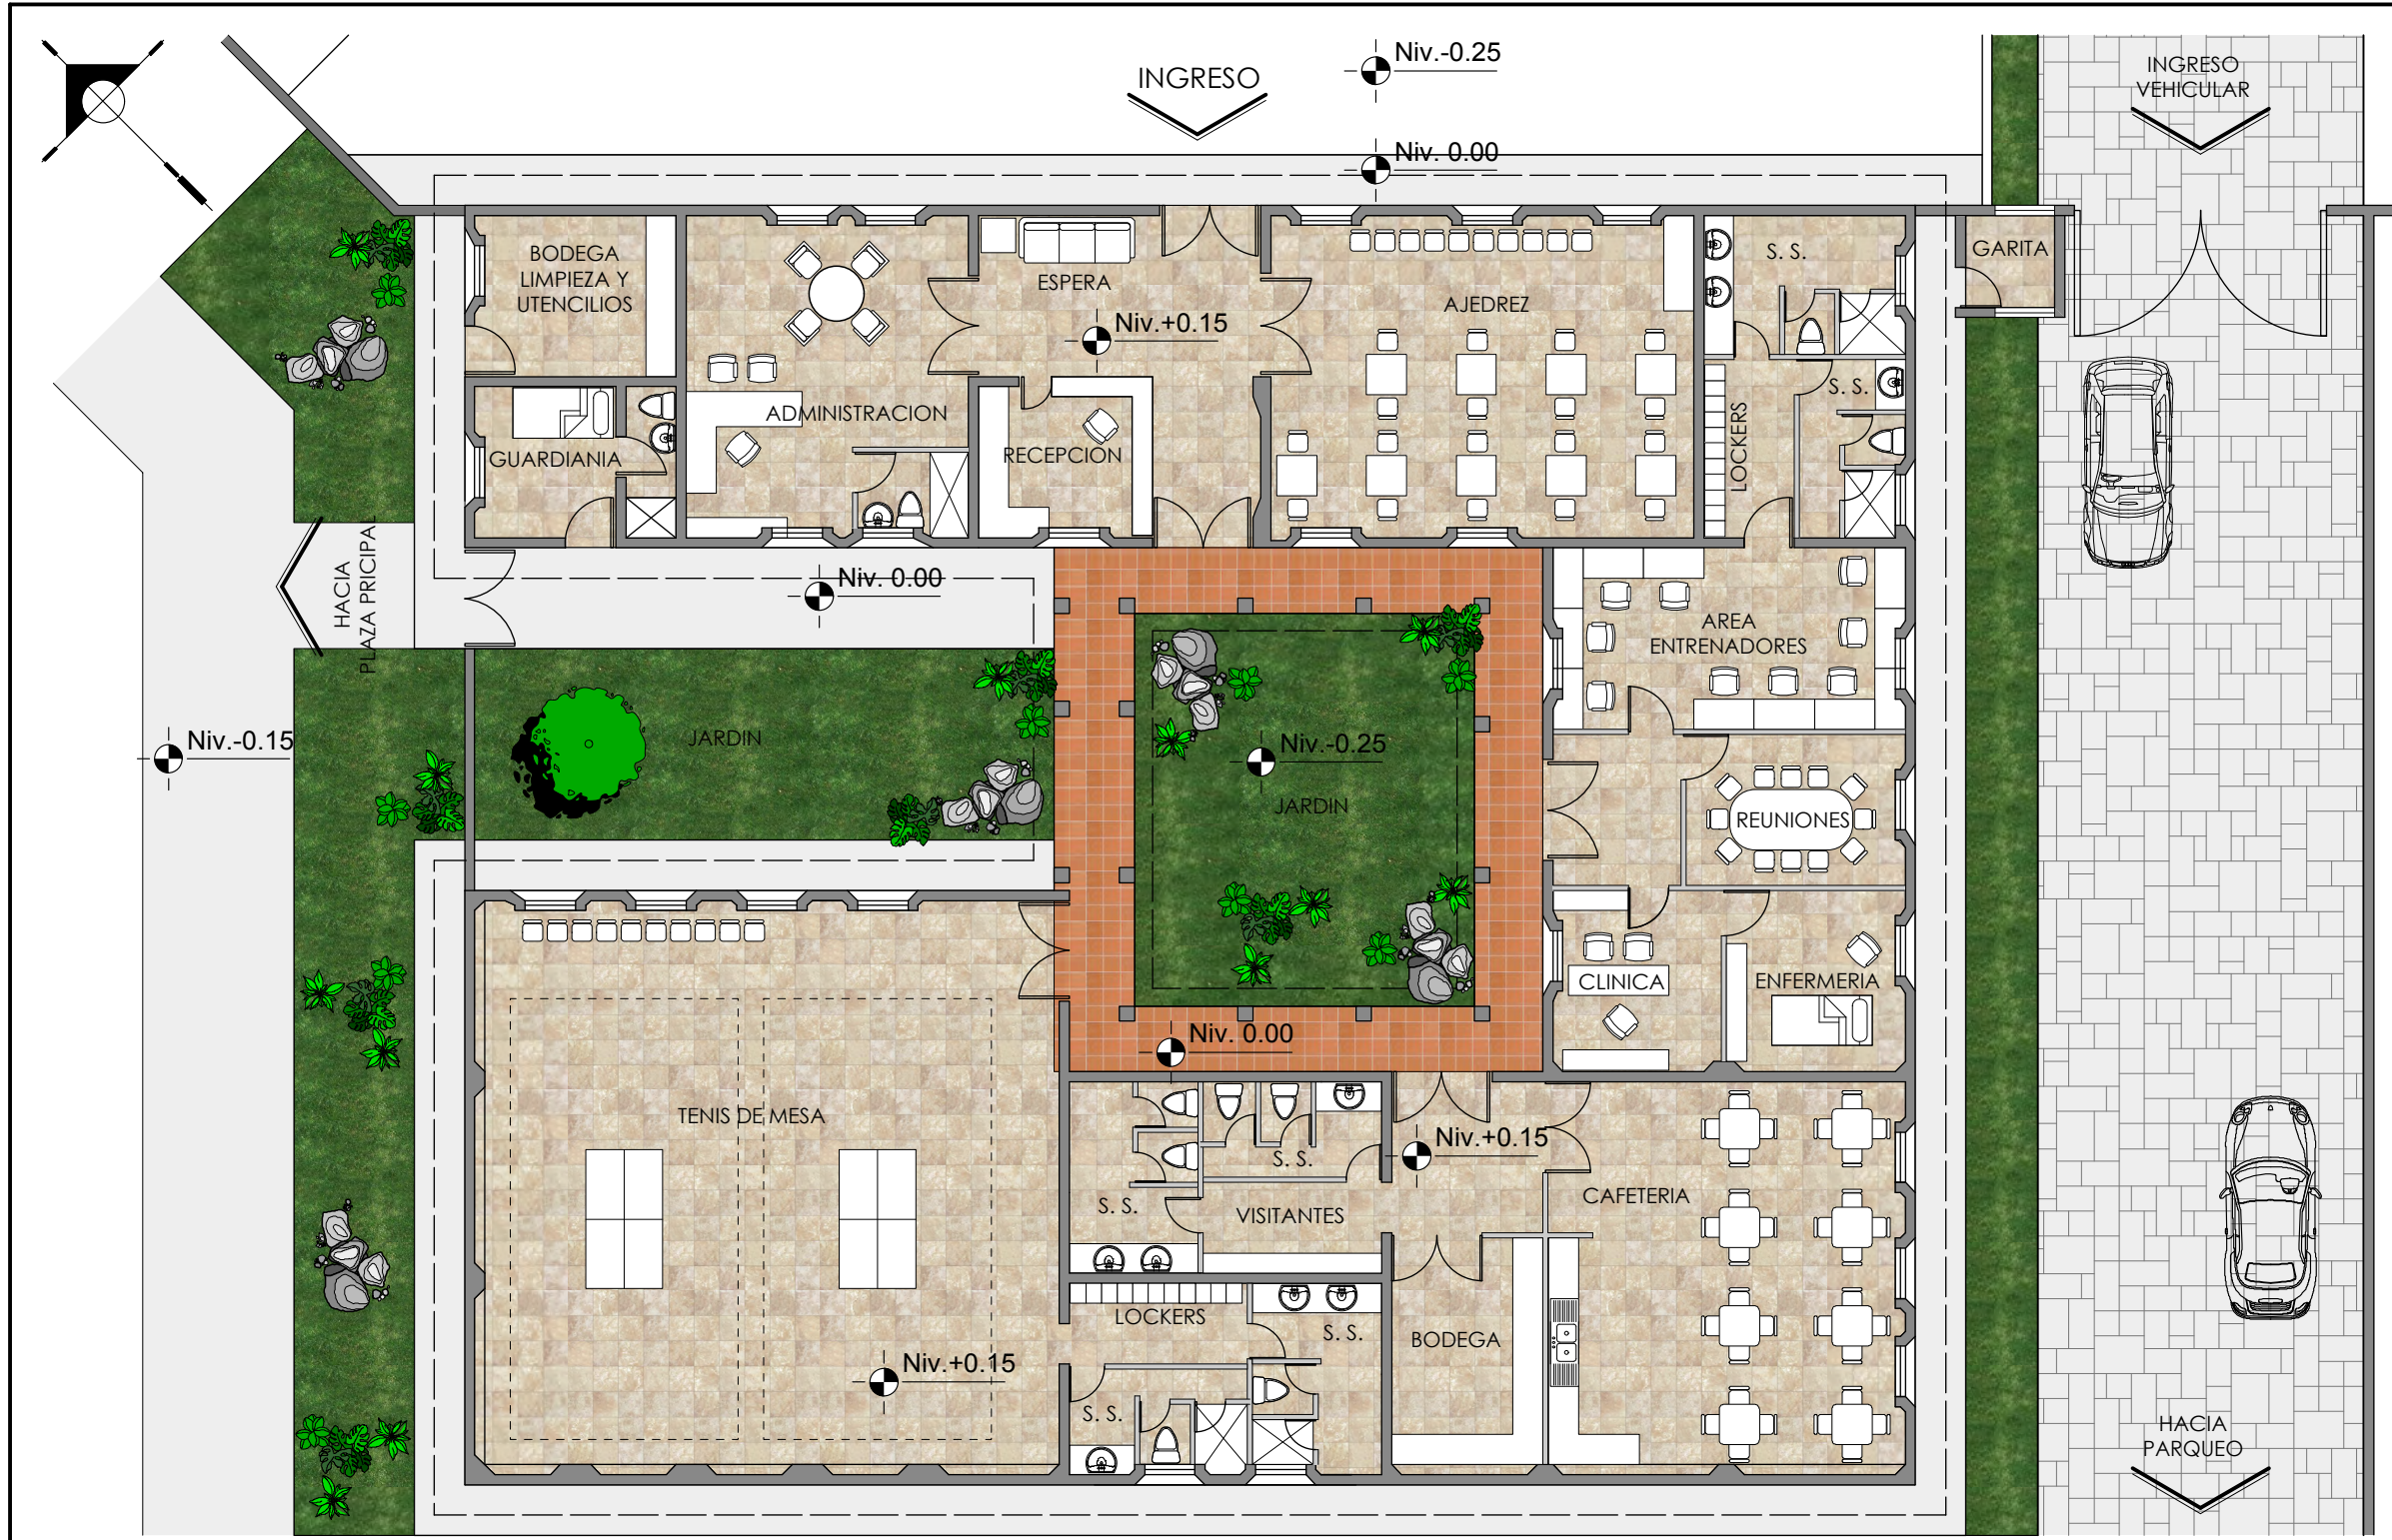 Niv.-0.25
INGRESO
INGRESO
VEHICULAR
Niv. 0.00
BODEGA
LIMPIEZA Y
UTENCILIOS
ESPERA
AJEDREZ
S. S.
GARITA
Niv.+0.15
S. S.
ADMINISTRACION
LOCKERS
GUARDIANIA
RECEPCION
HACIA
PLAZA PRICIPAL
Niv. 0.00
AREA
ENTRENADORES
Niv.-0.15
JARDIN
Niv.-0.25
JARDIN
REUNIONES
CLINICA
ENFERMERIA
Niv. 0.00
TENIS DE MESA
Niv.+0.15
S. S.
S. S.
VISITANTES
CAFETERIA
LOCKERS
S. S.
BODEGA
Niv.+0.15
S. S.
HACIA
PARQUEO